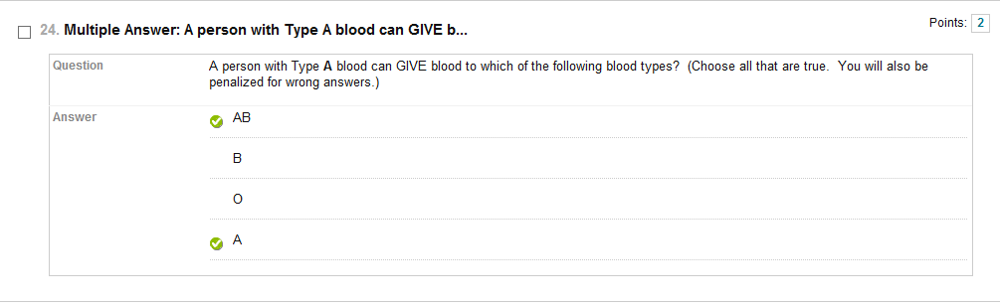 24. Multiple Answer: A person with Type A blood can GIVE b...
Points: 2
Question
A person with Type A blood can GIVE blood to which of the following blood types? (Choose all that are true. You will also be
penalized for wrong answers.)
Answer
AB
B
O
A